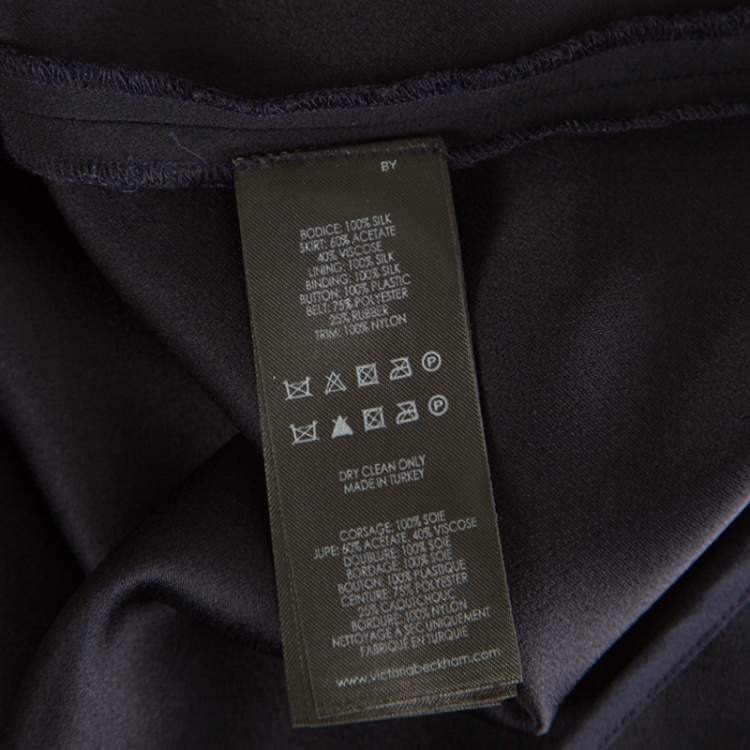 BY
BODICE: 100% SILK
SKIRT: 60% ACETATE
40% VISCOSE
LINING: 100% SILK
BINDING: 100% SILK
BUTTON: 100% PLASTIC
BELT: 75% POLYESTER
25% RUBBER
TRIM: 100% NYLON
P
P
DRY CLEAN ONLY
MADE IN TURKEY
CORSAGE: 100% SOIE
JUPE: 60% ACETATE, 40% VISCOSE
DOUBLURE: 100% SOIE
BORDAGE: 100% SOIE
BOUTON: 100% PLASTIQUE
CEINTURE: 75% POLYESTER
25% CAOUTCHOUC
BORDURE: 100% NYLON
NETTOYAGE A SEC UNIQUEMENT
FABRIQUÉ EN TURQUIE
www.victoriabeckham.com